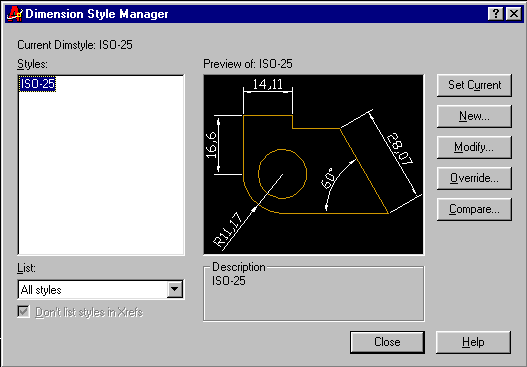 Dimension Style Manager
Current Dimstyle: ISO-25
Styles:
ISO-25
Preview of: ISO-25
14,11
16,6
28,07
60°
R11,17
Set Current
New...
Modify...
Override...
Compare...
List:
All styles
Don't list styles in Xrefs
Description
ISO-25
Close
Help